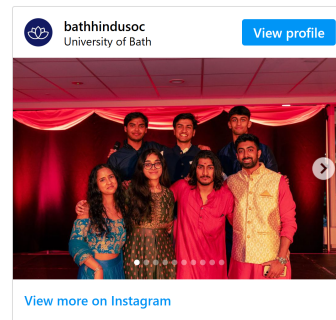 bathhindusoc
University of Bath
View profile
View more on Instagram